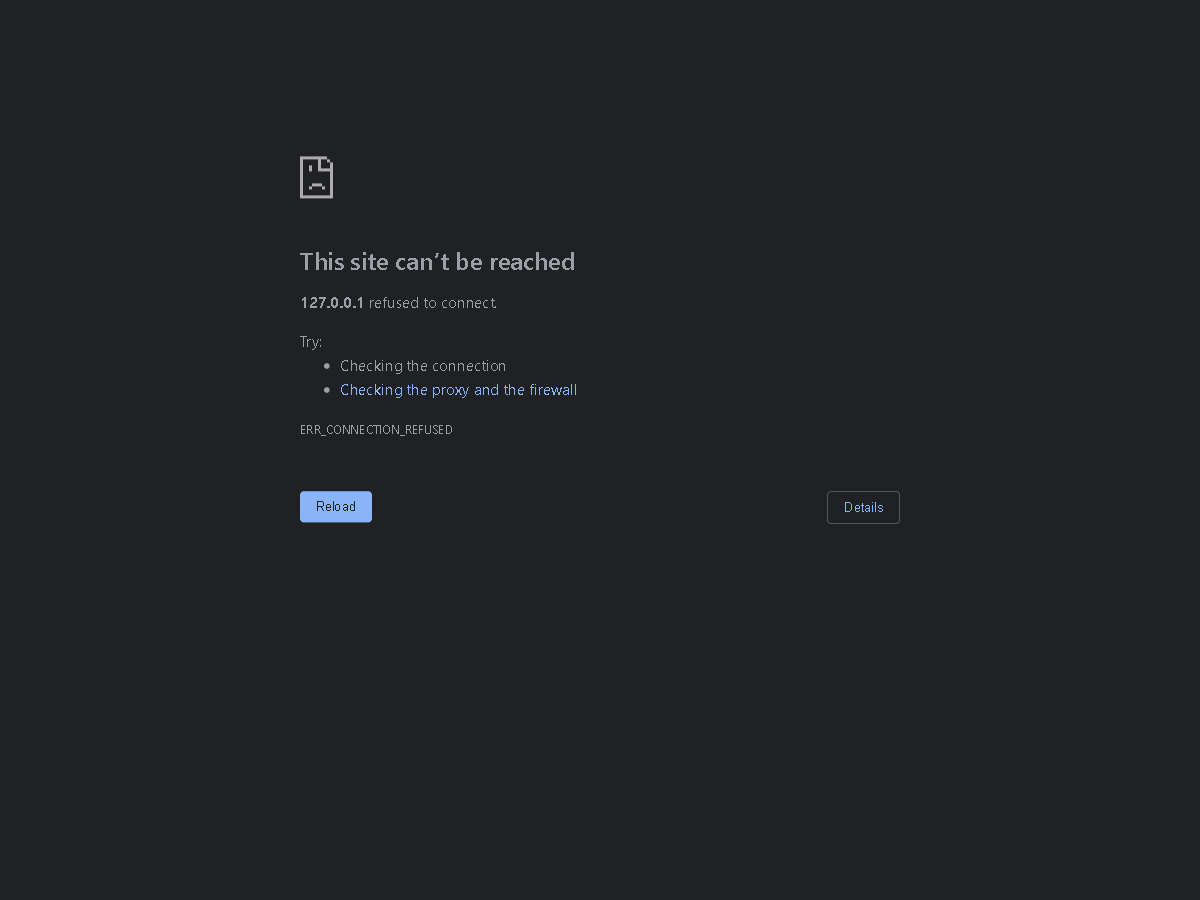 This site can’t be reached
127.0.0.1 refused to connect.
Try:
Checking the connection
Checking the proxy and the firewall
ERR_CONNECTION_REFUSED
Reload
Details